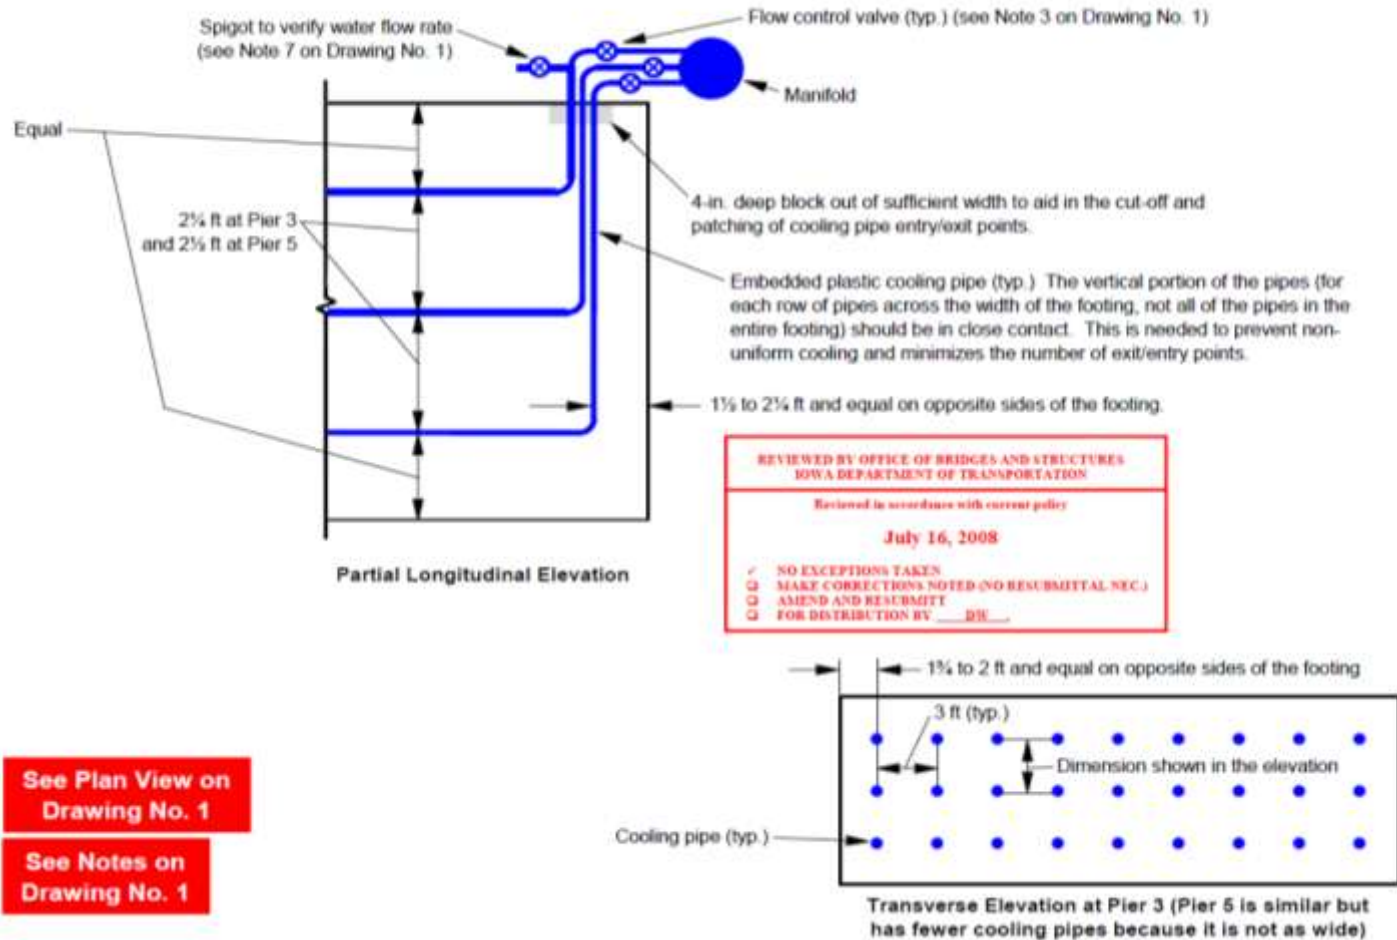 Spigot to verify water flow rate
(see Note 7 on Drawing No. 1)
Flow control valve (typ.) (see Note 3 on Drawing No. 1)
Manifold
Equal
4-in. deep block out of sufficient width to aid in the cut-off and
patching of cooling pipe entry/exit points.
2¼ ft at Pier 3
and 2½ ft at Pier 5
Embedded plastic cooling pipe (typ.) The vertical portion of the pipes (for
each row of pipes across the width of the footing, not all of the pipes in the
entire footing) should be in close contact. This is needed to prevent non-
uniform cooling and minimizes the number of exit/entry points.
1½ to 2¼ ft and equal on opposite sides of the footing.
Partial Longitudinal Elevation
REVIEWED BY OFFICE OF BRIDGES AND STRUCTURES
IOWA DEPARTMENT OF TRANSPORTATION
Reviewed in accordance with current policy
July 16, 2008
✓ NO EXCEPTIONS TAKEN
❑ MAKE CORRECTIONS NOTED (NO RESUBMITTAL NEC.)
❑ AMEND AND RESUBMITT
❑ FOR DISTRIBUTION BY DW .
1¾ to 2 ft and equal on opposite sides of the footing
3 ft (typ.)
Dimension shown in the elevation
Cooling pipe (typ.)
Transverse Elevation at Pier 3 (Pier 5 is similar but
has fewer cooling pipes because it is not as wide)
See Plan View on
Drawing No. 1
See Notes on
Drawing No. 1